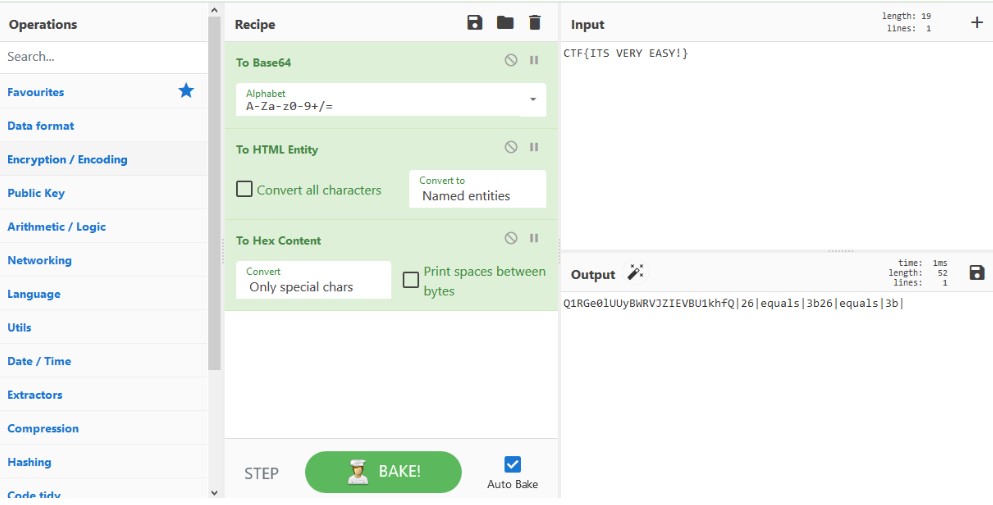 Operations
Search...
Favourites
Data format
Encryption / Encoding
Public Key
Arithmetic / Logic
Networking
Language
Utils
Date / Time
Extractors
Compression
Hashing
Code tidy
Recipe
To Base64
Alphabet
A-Za-z0-9+/=
To HTML Entity
Convert all characters
Convert to
Named entities
To Hex Content
Convert
Only special chars
Print spaces between
bytes
STEP
BAKE!
Auto Bake
Input
length: 19
lines: 1
CTF{ITS VERY EASY!}
Output
time: 1ms
length: 52
lines: 1
Q1RGe0lUUyBWRVJZIEVBU1khfQ|26|equals|3b26|equals|3b|